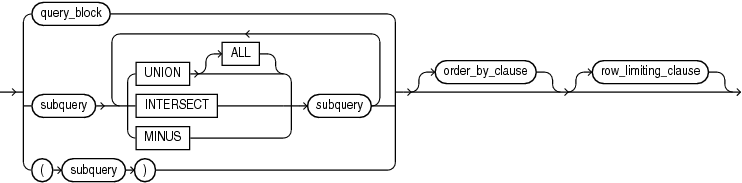 query_block
ALL
order_by_clause
row_limiting_clause
UNION
subquery
INTERSECT
subquery
MINUS
( subquery )